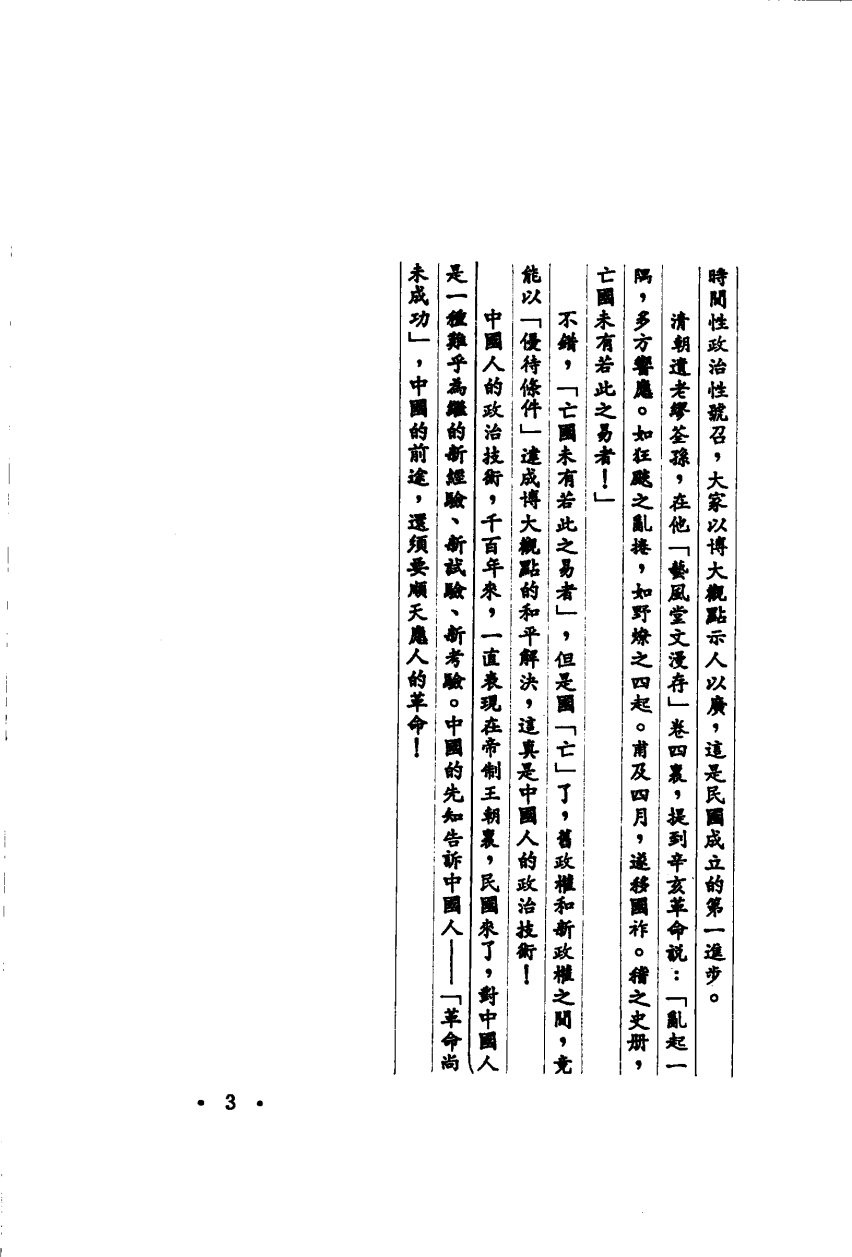 時間性政治性號召，大家以博大觀點示人以廣，這是民國成立的第一進步。
清朝遺老繆荃孫，在他「藝風堂文漫存」卷四裏，提到辛亥革命說：「亂起一
隅，多方響應。如狂飈之亂捲，如野燎之四起。甫及四月，遂移國祚。稽之史册，
亡國未有若此之易者！」
不錯，「亡國未有若此之易者」，但是國「亡」了，舊政權和新政權之間，竟
能以「優待條件」達成博大觀點的和平解決，這真是中國人的政治技術！
中國人的政治技術，千百年來，一直表現在帝制王朝裏，民國來了，對中國人
是一種難乎為繼的新經驗、新試驗、新考驗。中國的先知告訴中國人——「革命尚
未成功」，中國的前途，還須要順天應人的革命！
• 3 •